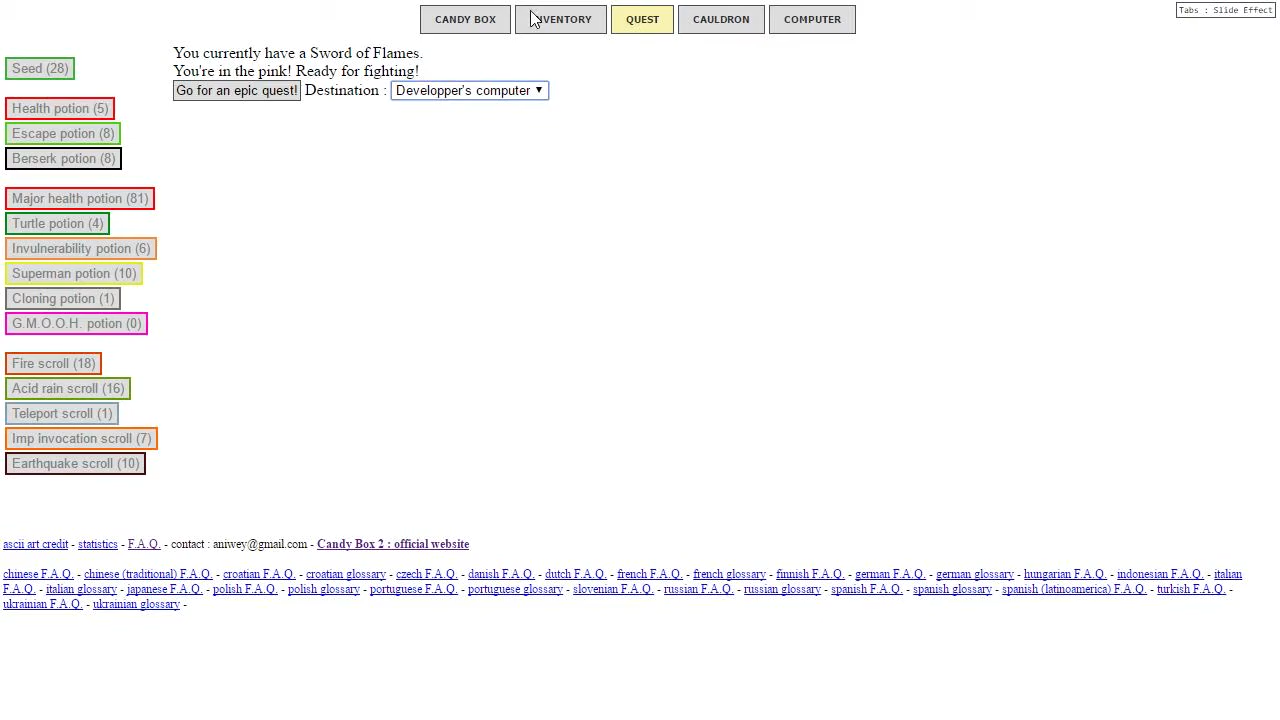 CANDY BOX INVENTORY QUEST CAULDRON COMPUTER
Tabs : Slide Effect
You currently have a Sword of Flames.
You're in the pink! Ready for fighting!
Go for an epic quest! Destination : Developper's computer
Seed (28)
Health potion (5)
Escape potion (8)
Berserk potion (8)
Major health potion (81)
Turtle potion (4)
Invulnerability potion (6)
Superman potion (10)
Cloning potion (1)
G.M.O.O.H. potion (0)
Fire scroll (18)
Acid rain scroll (16)
Teleport scroll (1)
Imp invocation scroll (7)
Earthquake scroll (10)
ascii art credit - statistics - F.A.Q. - contact : aniwey@gmail.com - Candy Box 2 : official website
chinese F.A.Q. - chinese (traditional) F.A.Q. - croatian F.A.Q. - croatian glossary - czech F.A.Q. - danish F.A.Q. - dutch F.A.Q. - french F.A.Q. - french glossary - finnish F.A.Q. - german F.A.Q. - german glossary - hungarian F.A.Q. - indonesian F.A.Q. - italian
F.A.Q. - italian glossary - japanese F.A.Q. - polish F.A.Q. - polish glossary - portuguese F.A.Q. - portuguese glossary - slovenian F.A.Q. - russian F.A.Q. - russian glossary - spanish F.A.Q. - spanish glossary - spanish (latinoamerica) F.A.Q. - turkish F.A.Q. -
ukrainian F.A.Q. - ukrainian glossary -